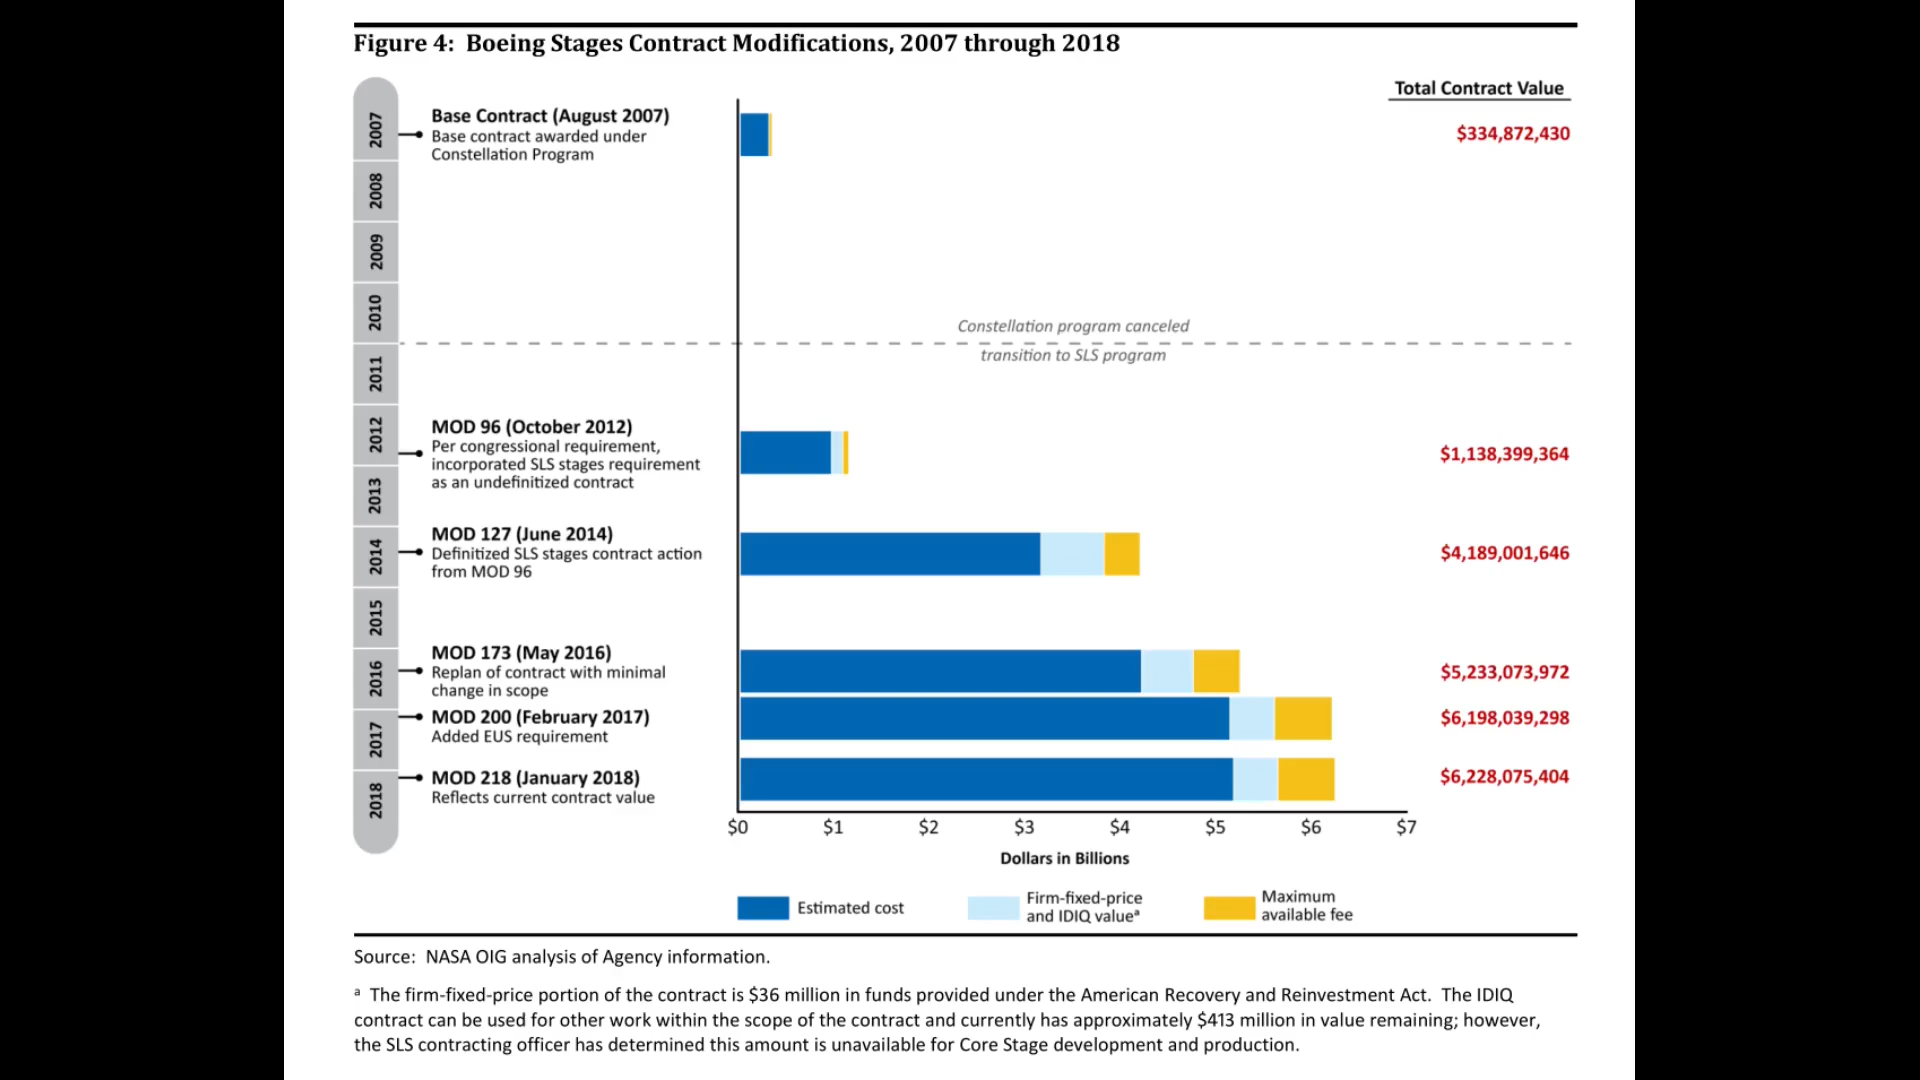 Figure 4:  Boeing Stages Contract Modifications, 2007 through 2018
Total Contract Value
2007
Base Contract (August 2007)
Base contract awarded under
Constellation Program
$334,872,430
2008
2009
2010
Constellation program canceled
transition to SLS program
2011
2012
MOD 96 (October 2012)
Per congressional requirement,
incorporated SLS stages requirement
as an undefinitized contract
$1,138,399,364
2013
2014
MOD 127 (June 2014)
Definitized SLS stages contract action
from MOD 96
$4,189,001,646
2015
2016
MOD 173 (May 2016)
Replan of contract with minimal
change in scope
$5,233,073,972
2017
MOD 200 (February 2017)
Added EUS requirement
$6,198,039,298
2018
MOD 218 (January 2018)
Reflects current contract value
$6,228,075,404
$0 $1 $2 $3 $4 $5 $6 $7
Dollars in Billions
Estimated cost
Firm-fixed-price
and IDIQ valueᵃ
Maximum
available fee
Source:  NASA OIG analysis of Agency information.
ᵃ  The firm-fixed-price portion of the contract is $36 million in funds provided under the American Recovery and Reinvestment Act.  The IDIQ
contract can be used for other work within the scope of the contract and currently has approximately $413 million in value remaining; however,
the SLS contracting officer has determined this amount is unavailable for Core Stage development and production.